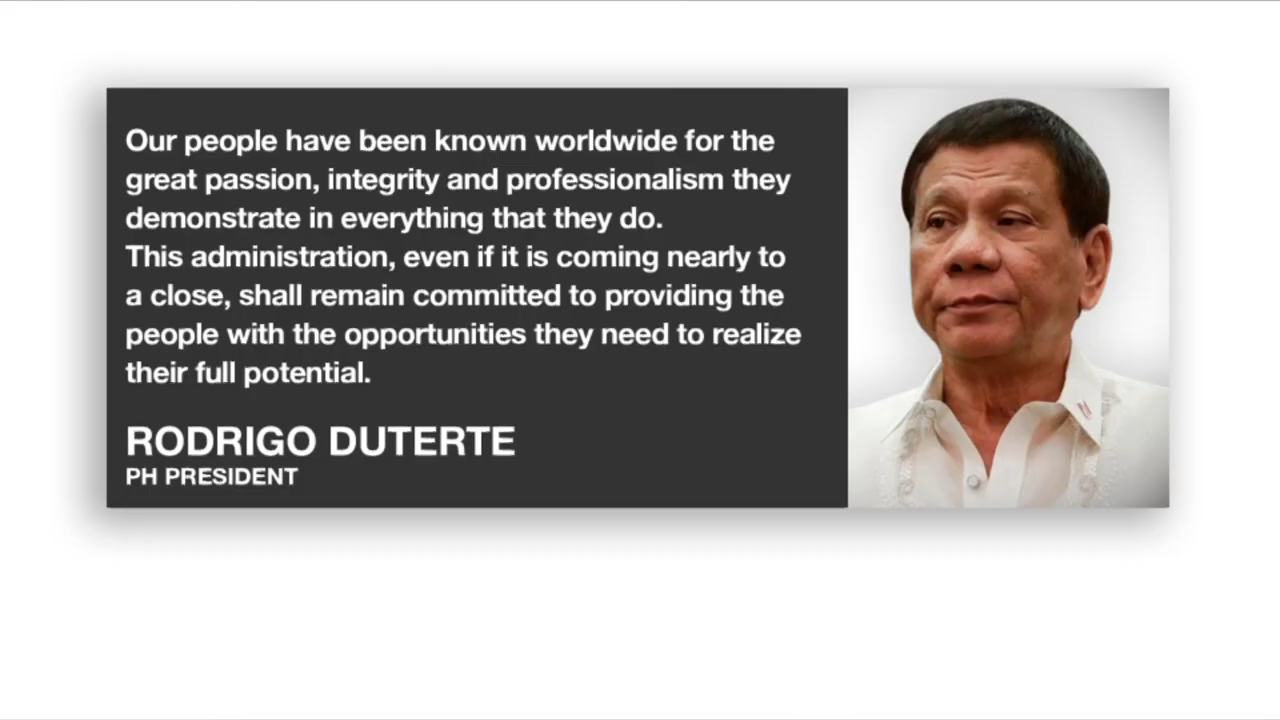 Our people have been known worldwide for the
great passion, integrity and professionalism they
demonstrate in everything that they do.
This administration, even if it is coming nearly to
a close, shall remain committed to providing the
people with the opportunities they need to realize
their full potential.
RODRIGO DUTERTE
PH PRESIDENT